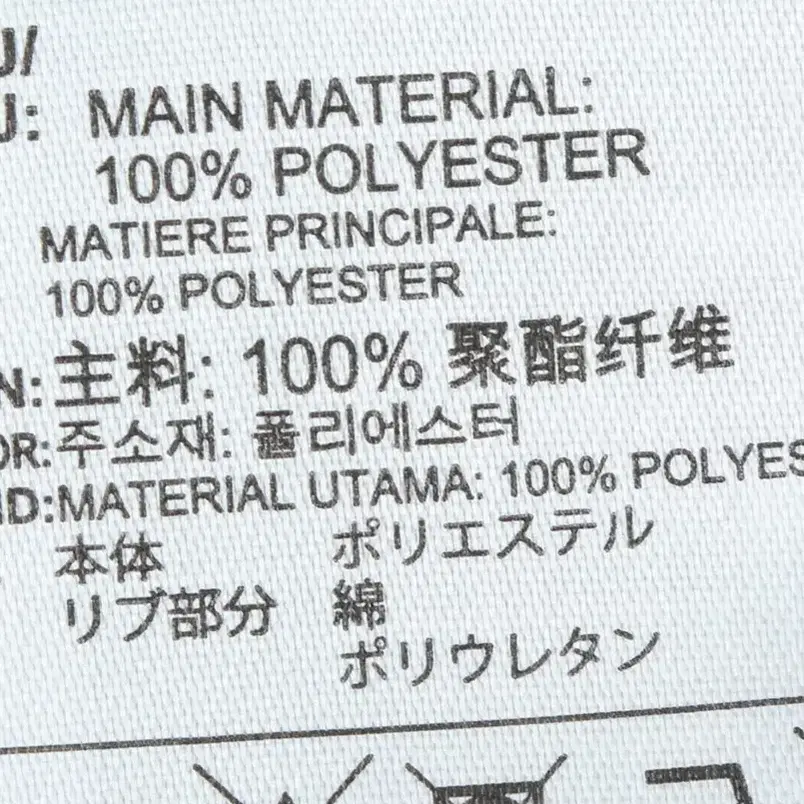 U/
U: MAIN MATERIAL:
100% POLYESTER
MATIERE PRINCIPALE:
100% POLYESTER
N: 主料: 100% 聚酯纤维
OR: 주소재: 폴리에스터
ID: MATERIAL UTAMA: 100% POLYES
本体 ポリエステル
リブ部分 綿
ポリウレタン